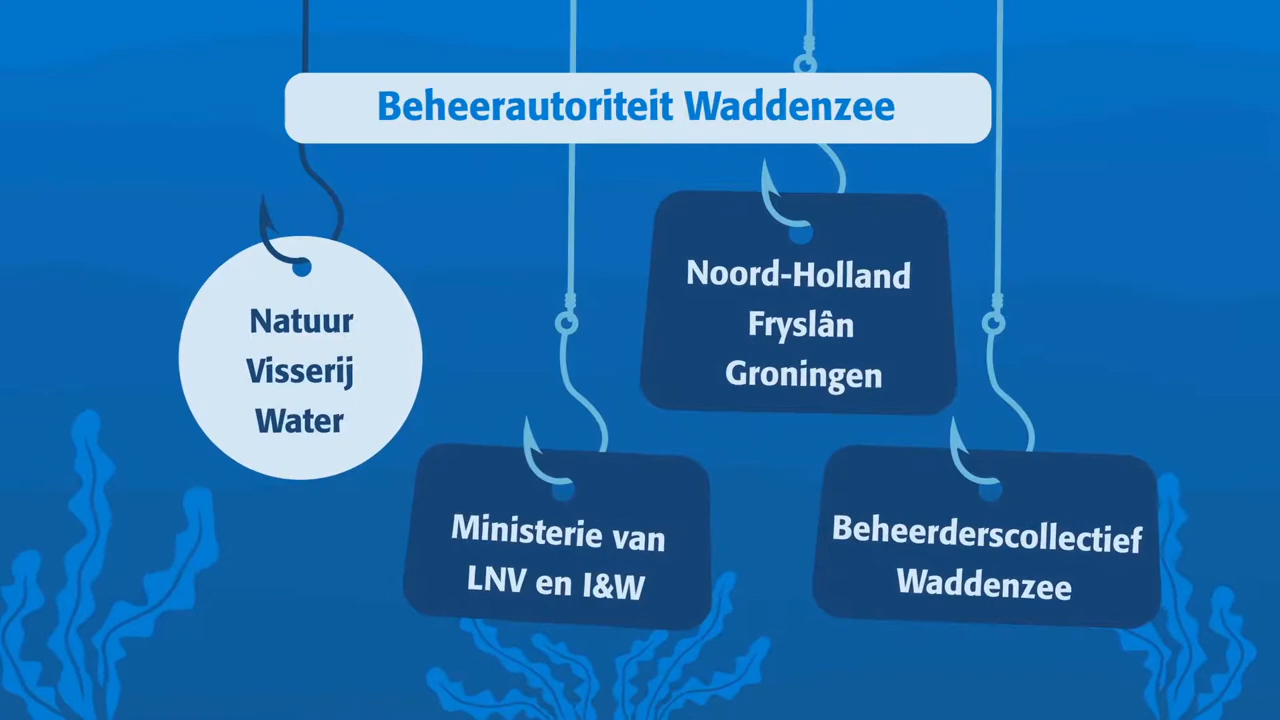 Beheerautoriteit Waddenzee
Natuur
Visserij
Water
Ministerie van
LNV en I&W
Noord-Holland
Fryslân
Groningen
Beheerderscollectief
Waddenzee